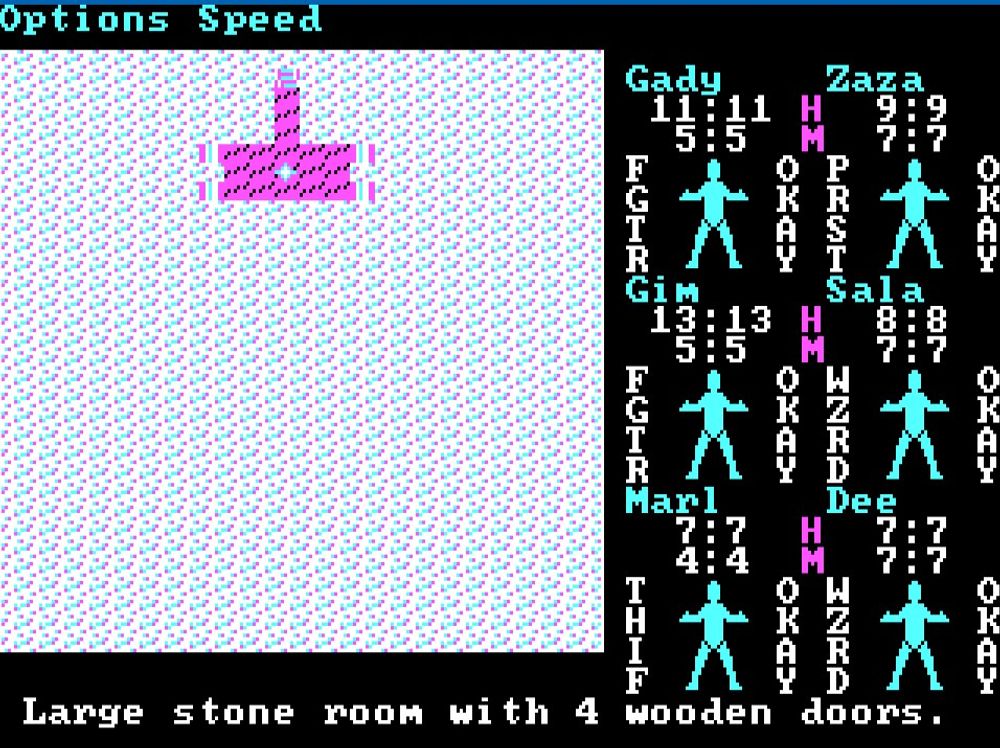 Options Speed
Gady Zaza
11:11 H 9:9
5:5 M 7:7
F O P O
G K R K
T A S A
R Y T Y
Gim Sala
13:13 H 8:8
5:5 M 7:7
F O W O
G K Z K
T A R A
R Y D Y
Marl Dee
7:7 H 7:7
4:4 M 7:7
T O W O
H K Z K
I A R A
F Y D Y
Large stone room with 4 wooden doors.